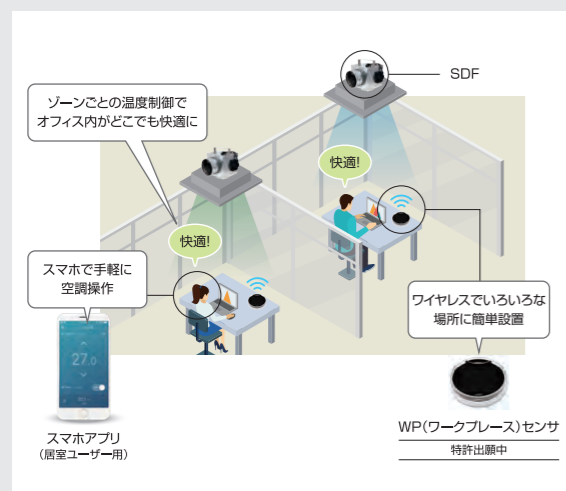 SDF
ゾーンごとの温度制御で
オフィス内がどこでも快適に
快適!
快適!
スマホで手軽に
空調操作
ワイヤレスでいろいろな
場所に簡単設置
27.0
スマホアプリ
(居室ユーザー用)
WP(ワークプレース)センサ
特許出願中